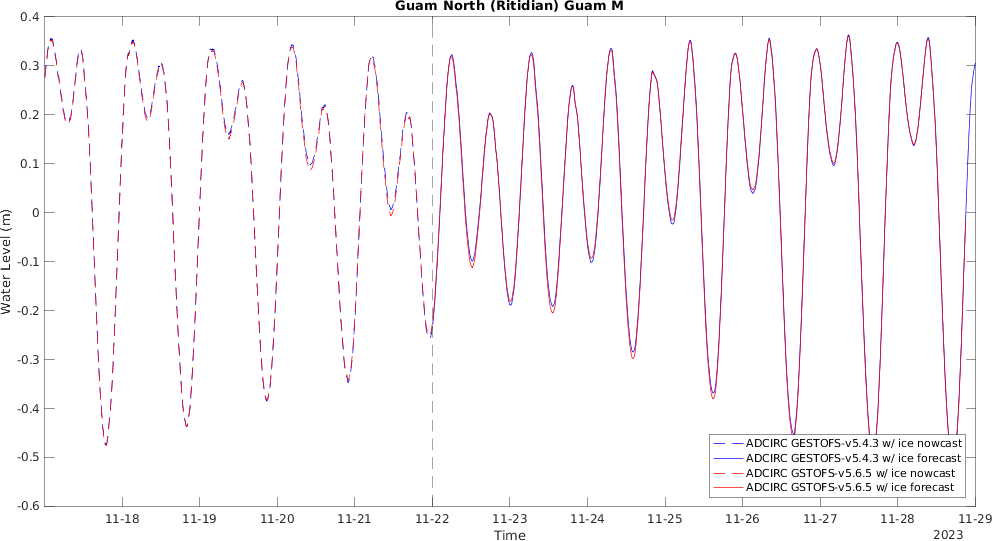 Guam North (Ritidian) Guam M
0.4
0.3
0.2
0.1
0
-0.1
-0.2
-0.3
-0.4
-0.5
-0.6
Water Level (m)
ADCIRC GESTOFS-v5.4.3 w/ ice nowcast
ADCIRC GESTOFS-v5.4.3 w/ ice forecast
ADCIRC GSTOFS-v5.6.5 w/ ice nowcast
ADCIRC GSTOFS-v5.6.5 w/ ice forecast
11-18 11-19 11-20 11-21 11-22 11-23 11-24 11-25 11-26 11-27 11-28 11-29
Time
2023